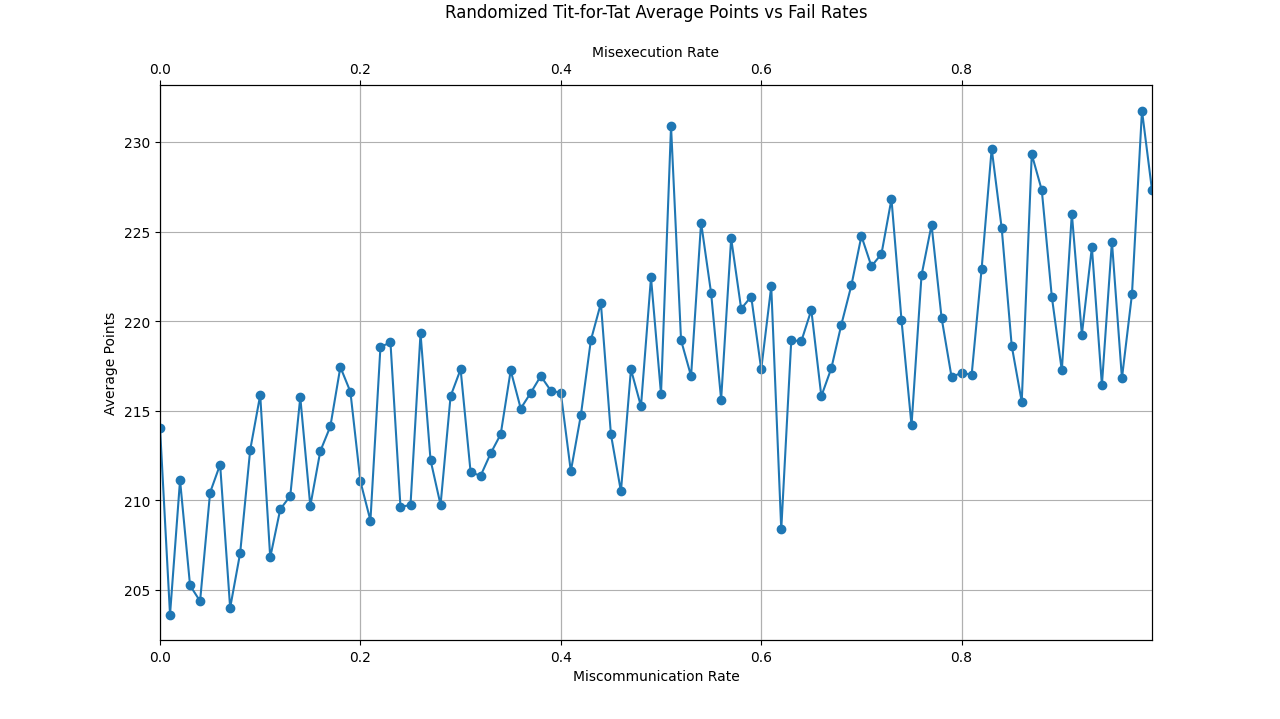 Randomized Tit-for-Tat Average Points vs Fail Rates
Misexecution Rate
0.0 0.2 0.4 0.6 0.8
230
225
220
215
210
205
Average Points
0.0 0.2 0.4 0.6 0.8
Miscommunication Rate